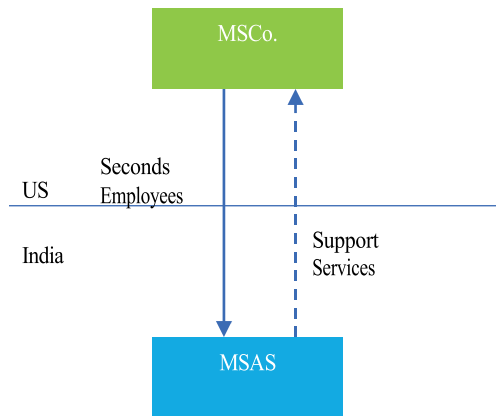 MSCo.
Seconds
Employees
US
India
Support
Services
MSAS